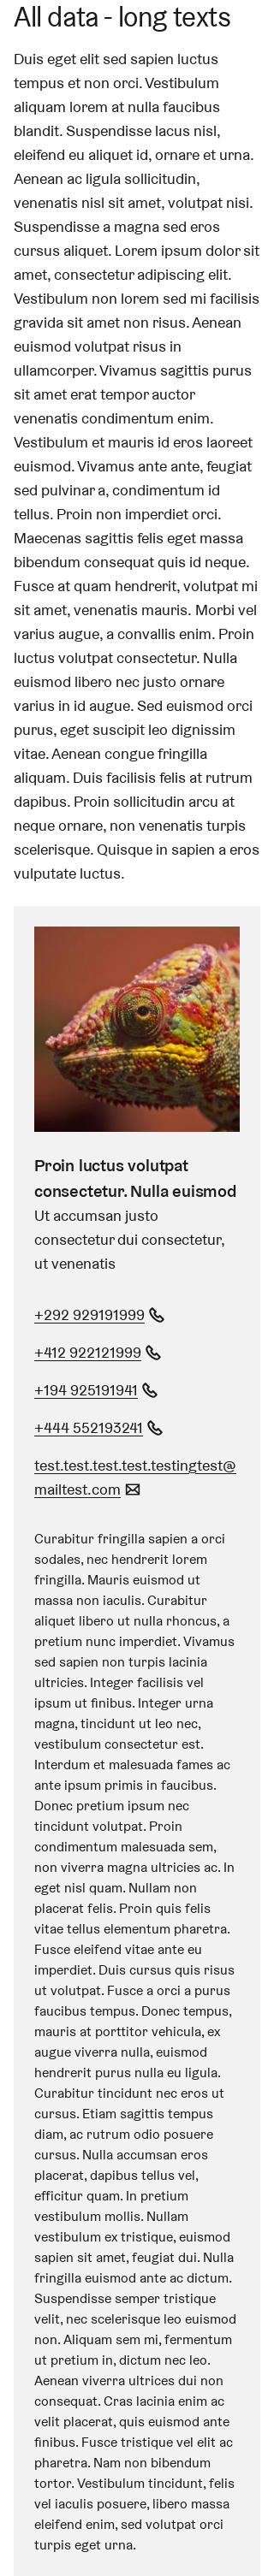 All data - long texts
Duis eget elit sed sapien luctus
tempus et non orci. Vestibulum
aliquam lorem at nulla faucibus
blandit. Suspendisse lacus nisl,
eleifend eu aliquet id, ornare et urna.
Aenean ac ligula sollicitudin,
venenatis nisl sit amet, volutpat nisi.
Suspendisse a magna sed eros
cursus aliquet. Lorem ipsum dolor sit
amet, consectetur adipiscing elit.
Vestibulum non lorem sed mi facilisis
gravida sit amet non risus. Aenean
euismod volutpat risus in
ullamcorper. Vivamus sagittis purus
sit amet erat tempor auctor
venenatis condimentum enim.
Vestibulum et mauris id eros laoreet
euismod. Vivamus ante ante, feugiat
sed pulvinar a, condimentum id
tellus. Proin non imperdiet orci.
Maecenas sagittis felis eget massa
bibendum consequat quis id neque.
Fusce at quam hendrerit, volutpat mi
sit amet, venenatis mauris. Morbi vel
varius augue, a convallis enim. Proin
luctus volutpat consectetur. Nulla
euismod libero nec justo ornare
varius in id augue. Sed euismod orci
purus, eget suscipit leo dignissim
vitae. Aenean congue fringilla
aliquam. Duis facilisis felis at rutrum
dapibus. Proin sollicitudin arcu at
neque ornare, non venenatis turpis
scelerisque. Quisque in sapien a eros
vulputate luctus.
Proin luctus volutpat
consectetur. Nulla euismod
Ut accumsan justo
consectetur dui consectetur,
ut venenatis
+292 929191999
+412 922121999
+194 925191941
+444 552193241
test.test.test.test.testingtest@
mailtest.com
Curabitur fringilla sapien a orci
sodales, nec hendrerit lorem
fringilla. Mauris euismod ut
massa non iaculis. Curabitur
aliquet libero ut nulla rhoncus, a
pretium nunc imperdiet. Vivamus
sed sapien non turpis lacinia
ultricies. Integer facilisis vel
ipsum ut finibus. Integer urna
magna, tincidunt ut leo nec,
vestibulum consectetur est.
Interdum et malesuada fames ac
ante ipsum primis in faucibus.
Donec pretium ipsum nec
tincidunt volutpat. Proin
condimentum malesuada sem,
non viverra magna ultricies ac. In
eget nisl quam. Nullam non
placerat felis. Proin quis felis
vitae tellus elementum pharetra.
Fusce eleifend vitae ante eu
imperdiet. Duis cursus quis risus
ut volutpat. Fusce a orci a purus
faucibus tempus. Donec tempus,
mauris at porttitor vehicula, ex
augue viverra nulla, euismod
hendrerit purus nulla eu ligula.
Curabitur tincidunt nec eros ut
cursus. Etiam sagittis tempus
diam, ac rutrum odio posuere
cursus. Nulla accumsan eros
placerat, dapibus tellus vel,
efficitur quam. In pretium
vestibulum mollis. Nullam
vestibulum ex tristique, euismod
sapien sit amet, feugiat dui. Nulla
fringilla euismod ante ac dictum.
Suspendisse semper tristique
velit, nec scelerisque leo euismod
non. Aliquam sem mi, fermentum
ut pretium in, dictum nec leo.
Aenean viverra ultrices dui non
consequat. Cras lacinia enim ac
velit placerat, quis euismod ante
finibus. Fusce tristique vel elit ac
pharetra. Nam non bibendum
tortor. Vestibulum tincidunt, felis
vel iaculis posuere, libero massa
eleifend enim, sed volutpat orci
turpis eget urna.